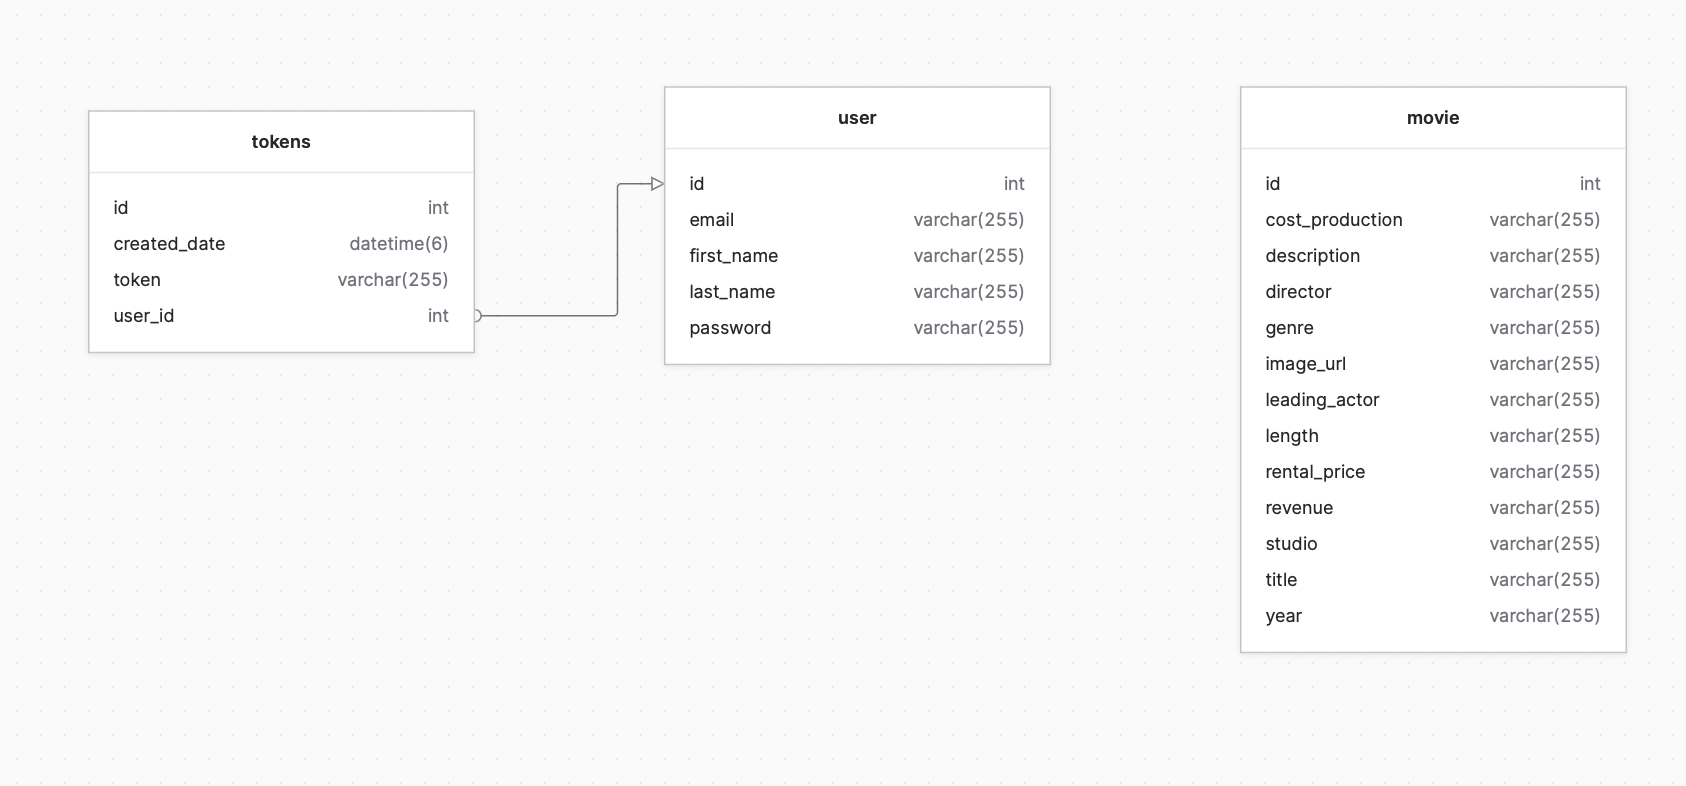 tokens
id int
created_date datetime(6)
token varchar(255)
user_id int
user
id int
email varchar(255)
first_name varchar(255)
last_name varchar(255)
password varchar(255)
movie
id int
cost_production varchar(255)
description varchar(255)
director varchar(255)
genre varchar(255)
image_url varchar(255)
leading_actor varchar(255)
length varchar(255)
rental_price varchar(255)
revenue varchar(255)
studio varchar(255)
title varchar(255)
year varchar(255)